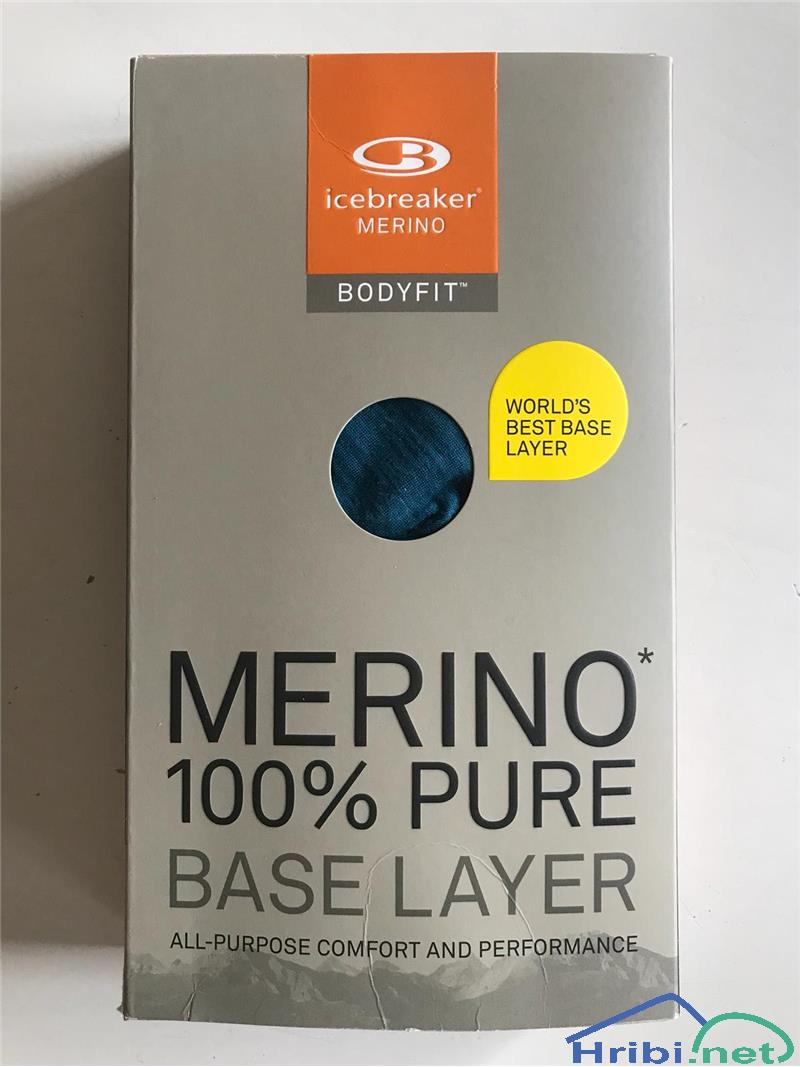 icebreaker®
MERINO
BODYFIT™
WORLD'S
BEST BASE
LAYER
MERINO*
100% PURE
BASE LAYER
ALL-PURPOSE COMFORT AND PERFORMANCE
Hribi.net